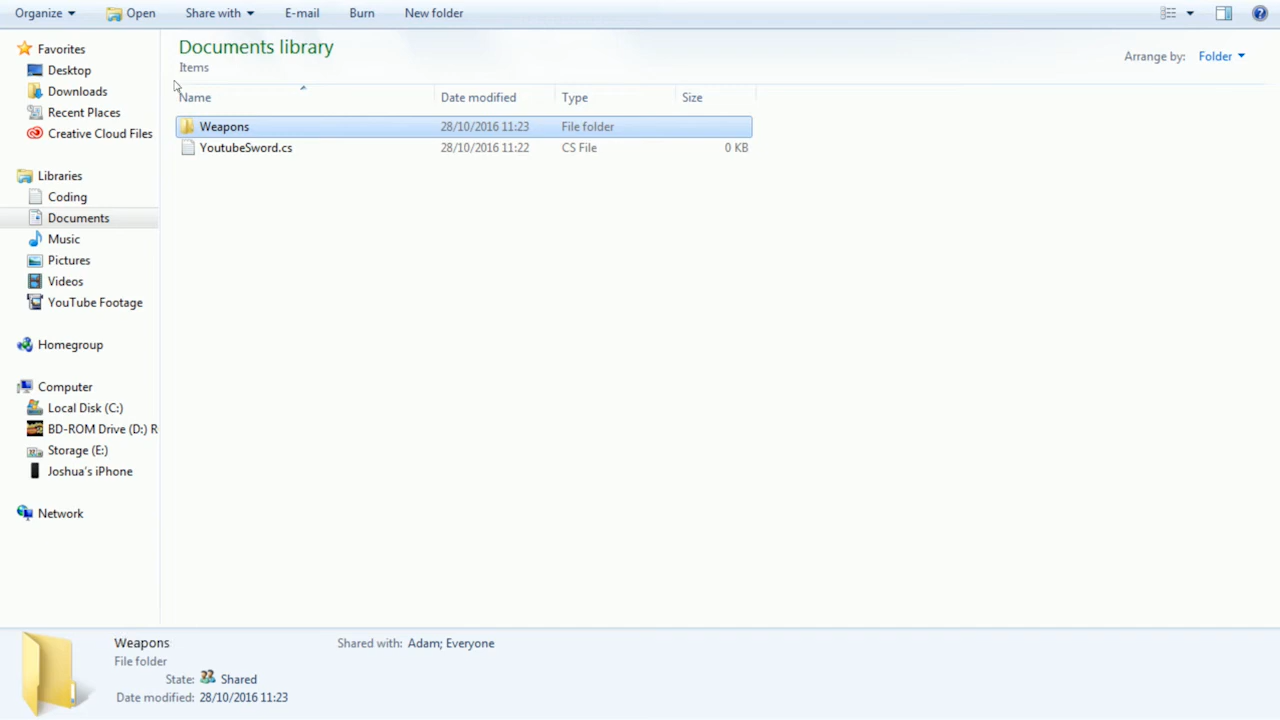 Organize Open Share with E-mail Burn New folder
Documents library
Items
Arrange by: Folder
Name Date modified Type Size
Weapons 28/10/2016 11:23 File folder
YoutubeSword.cs 28/10/2016 11:22 CS File 0 KB
Favorites
Desktop
Downloads
Recent Places
Creative Cloud Files
Libraries
Coding
Documents
Music
Pictures
Videos
YouTube Footage
Homegroup
Computer
Local Disk (C:)
BD-ROM Drive (D:) R
Storage (E:)
Joshua's iPhone
Network
Weapons Shared with: Adam; Everyone
File folder
State: Shared
Date modified: 28/10/2016 11:23